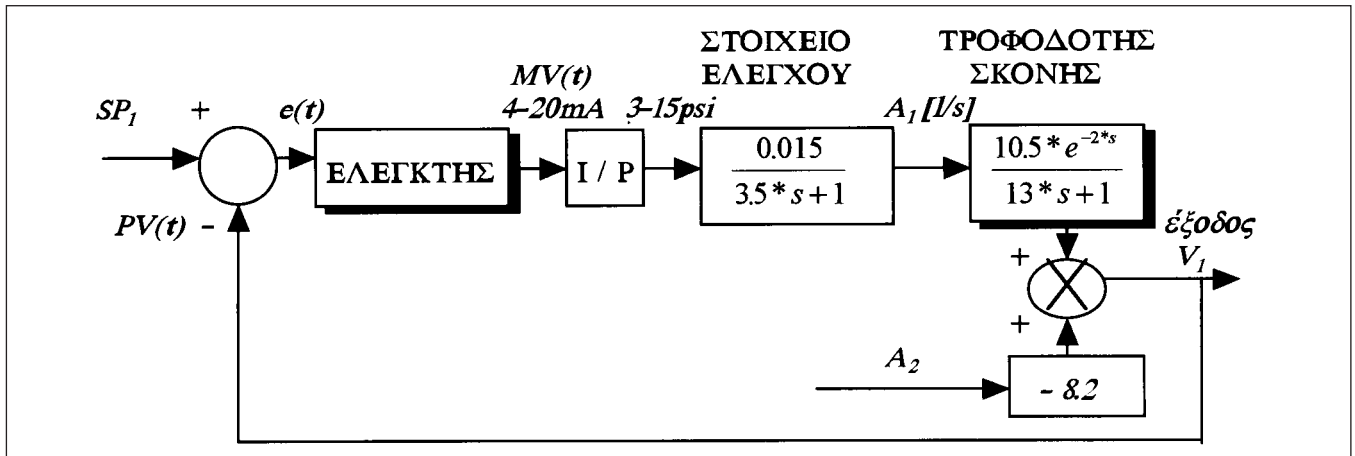 ΣΤΟΙΧΕΙΟ
ΕΛΕΓΧΟΥ
ΤΡΟΦΟΔΟΤΗΣ
ΣΚΟΝΗΣ
SP₁
+
e(t)
MV(t)
4-20mA
3-15psi
A₁ [l/s]
ΕΛΕΓΚΤΗΣ
I / P
0.015
3.5* s + 1
10.5* e^{-2*s}
13* s + 1
PV(t) -
έξοδος
V₁
+
+
A₂
- 8.2